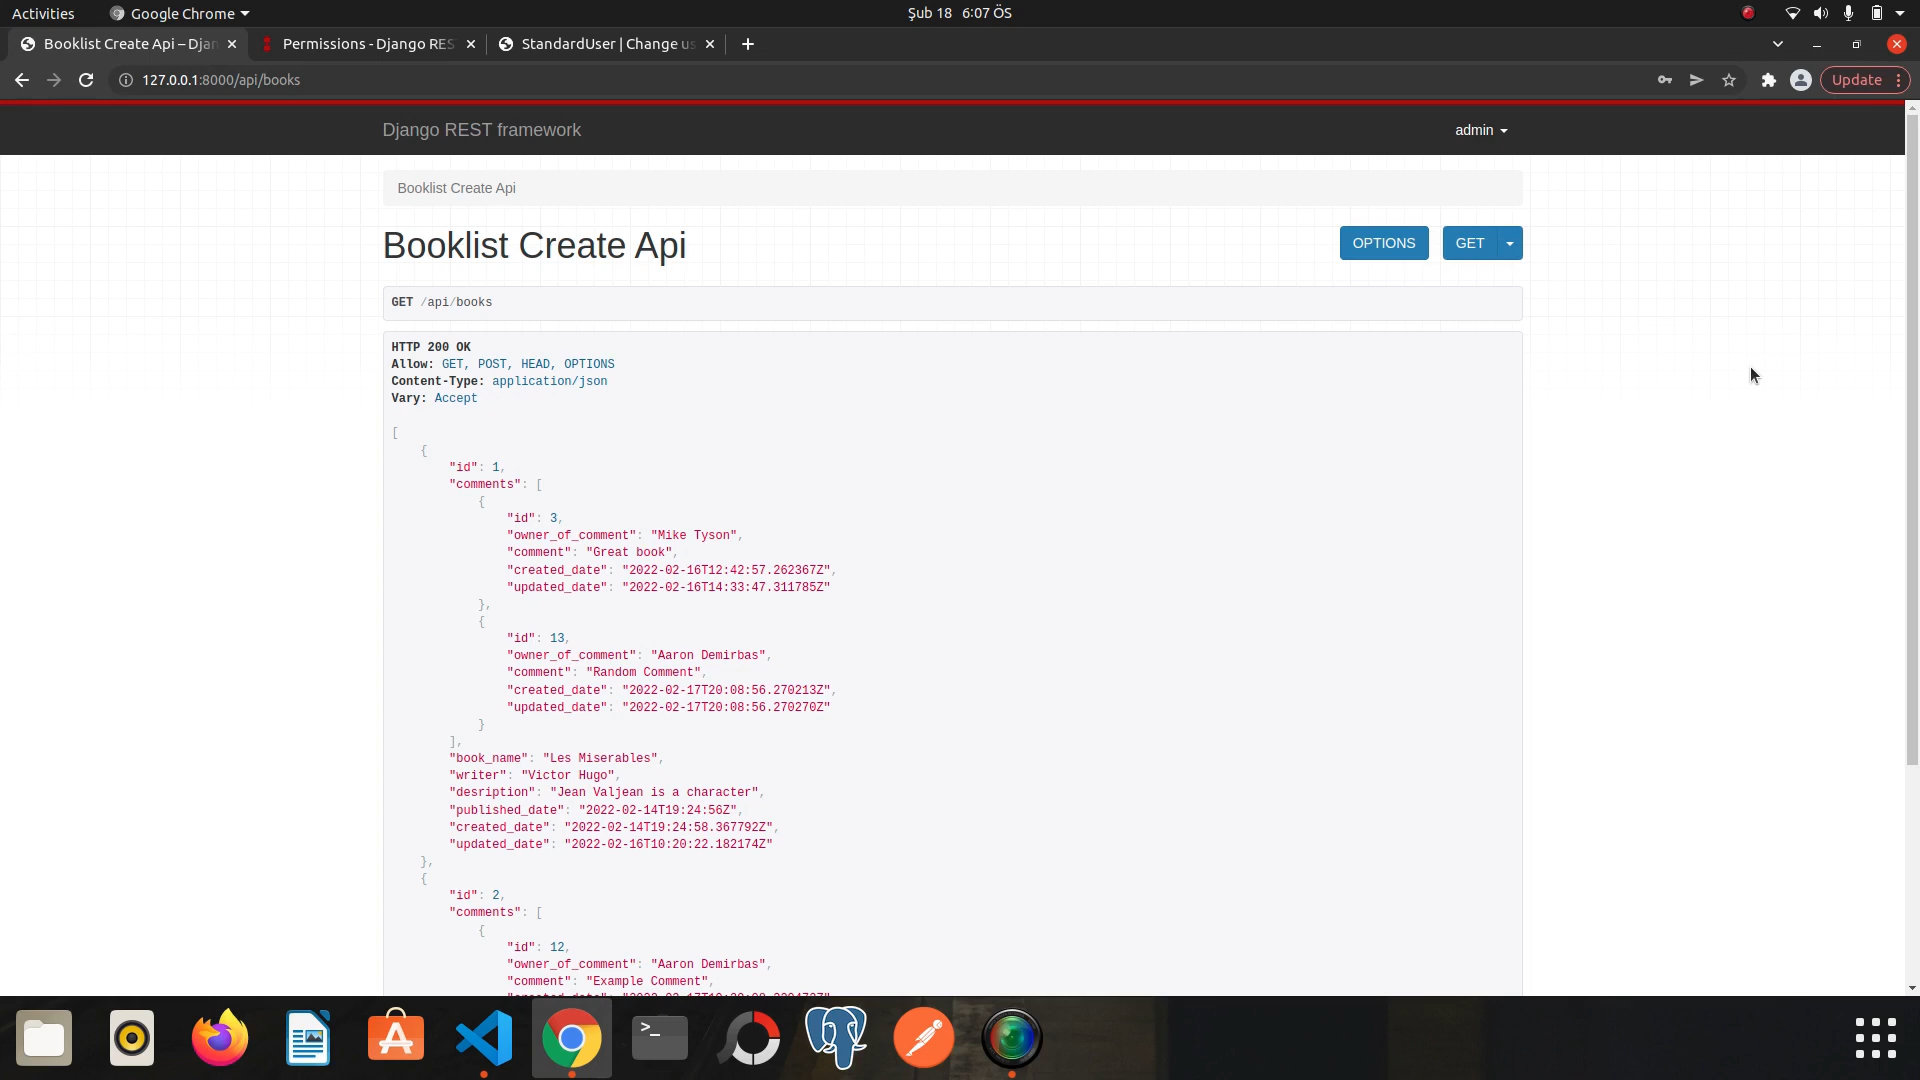 Activities
Google Chrome
Şub 18 6:07 ÖS
Booklist Create Api – Djan
Permissions - Django RES
StandardUser | Change us
127.0.0.1:8000/api/books
Update
Django REST framework
admin
Booklist Create Api
Booklist Create Api
OPTIONS
GET
GET /api/books
HTTP 200 OK
Allow: GET, POST, HEAD, OPTIONS
Content-Type: application/json
Vary: Accept
[
{
"id": 1,
"comments": [
{
"id": 3,
"owner_of_comment": "Mike Tyson",
"comment": "Great book",
"created_date": "2022-02-16T12:42:57.262367Z",
"updated_date": "2022-02-16T14:33:47.311785Z"
},
{
"id": 13,
"owner_of_comment": "Aaron Demirbas",
"comment": "Random Comment",
"created_date": "2022-02-17T20:08:56.270213Z",
"updated_date": "2022-02-17T20:08:56.270270Z"
}
],
"book_name": "Les Miserables",
"writer": "Victor Hugo",
"desription": "Jean Valjean is a character",
"published_date": "2022-02-14T19:24:56Z",
"created_date": "2022-02-14T19:24:58.367792Z",
"updated_date": "2022-02-16T10:20:22.182174Z"
},
{
"id": 2,
"comments": [
{
"id": 12,
"owner_of_comment": "Aaron Demirbas",
"comment": "Example Comment",